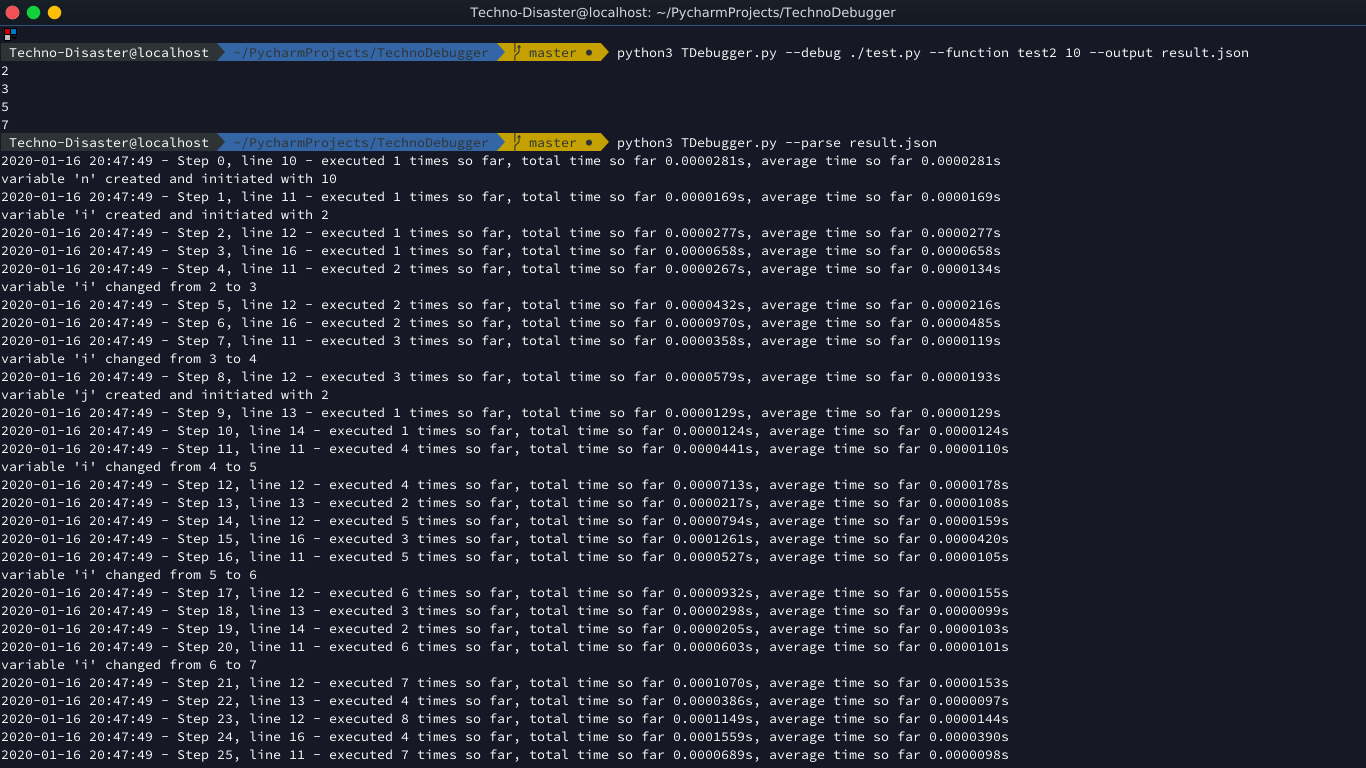 Techno-Disaster@localhost: ~/PycharmProjects/TechnoDebugger
Techno-Disaster@localhost ~/PycharmProjects/TechnoDebugger master ● python3 TDebugger.py --debug ./test.py --function test2 10 --output result.json
2
3
5
7
Techno-Disaster@localhost ~/PycharmProjects/TechnoDebugger master ● python3 TDebugger.py --parse result.json
2020-01-16 20:47:49 - Step 0, line 10 - executed 1 times so far, total time so far 0.0000281s, average time so far 0.0000281s
variable 'n' created and initiated with 10
2020-01-16 20:47:49 - Step 1, line 11 - executed 1 times so far, total time so far 0.0000169s, average time so far 0.0000169s
variable 'i' created and initiated with 2
2020-01-16 20:47:49 - Step 2, line 12 - executed 1 times so far, total time so far 0.0000277s, average time so far 0.0000277s
2020-01-16 20:47:49 - Step 3, line 16 - executed 1 times so far, total time so far 0.0000658s, average time so far 0.0000658s
2020-01-16 20:47:49 - Step 4, line 11 - executed 2 times so far, total time so far 0.0000267s, average time so far 0.0000134s
variable 'i' changed from 2 to 3
2020-01-16 20:47:49 - Step 5, line 12 - executed 2 times so far, total time so far 0.0000432s, average time so far 0.0000216s
2020-01-16 20:47:49 - Step 6, line 16 - executed 2 times so far, total time so far 0.0000970s, average time so far 0.0000485s
2020-01-16 20:47:49 - Step 7, line 11 - executed 3 times so far, total time so far 0.0000358s, average time so far 0.0000119s
variable 'i' changed from 3 to 4
2020-01-16 20:47:49 - Step 8, line 12 - executed 3 times so far, total time so far 0.0000579s, average time so far 0.0000193s
variable 'j' created and initiated with 2
2020-01-16 20:47:49 - Step 9, line 13 - executed 1 times so far, total time so far 0.0000129s, average time so far 0.0000129s
2020-01-16 20:47:49 - Step 10, line 14 - executed 1 times so far, total time so far 0.0000124s, average time so far 0.0000124s
2020-01-16 20:47:49 - Step 11, line 11 - executed 4 times so far, total time so far 0.0000441s, average time so far 0.0000110s
variable 'i' changed from 4 to 5
2020-01-16 20:47:49 - Step 12, line 12 - executed 4 times so far, total time so far 0.0000713s, average time so far 0.0000178s
2020-01-16 20:47:49 - Step 13, line 13 - executed 2 times so far, total time so far 0.0000217s, average time so far 0.0000108s
2020-01-16 20:47:49 - Step 14, line 12 - executed 5 times so far, total time so far 0.0000794s, average time so far 0.0000159s
2020-01-16 20:47:49 - Step 15, line 16 - executed 3 times so far, total time so far 0.0001261s, average time so far 0.0000420s
2020-01-16 20:47:49 - Step 16, line 11 - executed 5 times so far, total time so far 0.0000527s, average time so far 0.0000105s
variable 'i' changed from 5 to 6
2020-01-16 20:47:49 - Step 17, line 12 - executed 6 times so far, total time so far 0.0000932s, average time so far 0.0000155s
2020-01-16 20:47:49 - Step 18, line 13 - executed 3 times so far, total time so far 0.0000298s, average time so far 0.0000099s
2020-01-16 20:47:49 - Step 19, line 14 - executed 2 times so far, total time so far 0.0000205s, average time so far 0.0000103s
2020-01-16 20:47:49 - Step 20, line 11 - executed 6 times so far, total time so far 0.0000603s, average time so far 0.0000101s
variable 'i' changed from 6 to 7
2020-01-16 20:47:49 - Step 21, line 12 - executed 7 times so far, total time so far 0.0001070s, average time so far 0.0000153s
2020-01-16 20:47:49 - Step 22, line 13 - executed 4 times so far, total time so far 0.0000386s, average time so far 0.0000097s
2020-01-16 20:47:49 - Step 23, line 12 - executed 8 times so far, total time so far 0.0001149s, average time so far 0.0000144s
2020-01-16 20:47:49 - Step 24, line 16 - executed 4 times so far, total time so far 0.0001559s, average time so far 0.0000390s
2020-01-16 20:47:49 - Step 25, line 11 - executed 7 times so far, total time so far 0.0000689s, average time so far 0.0000098s